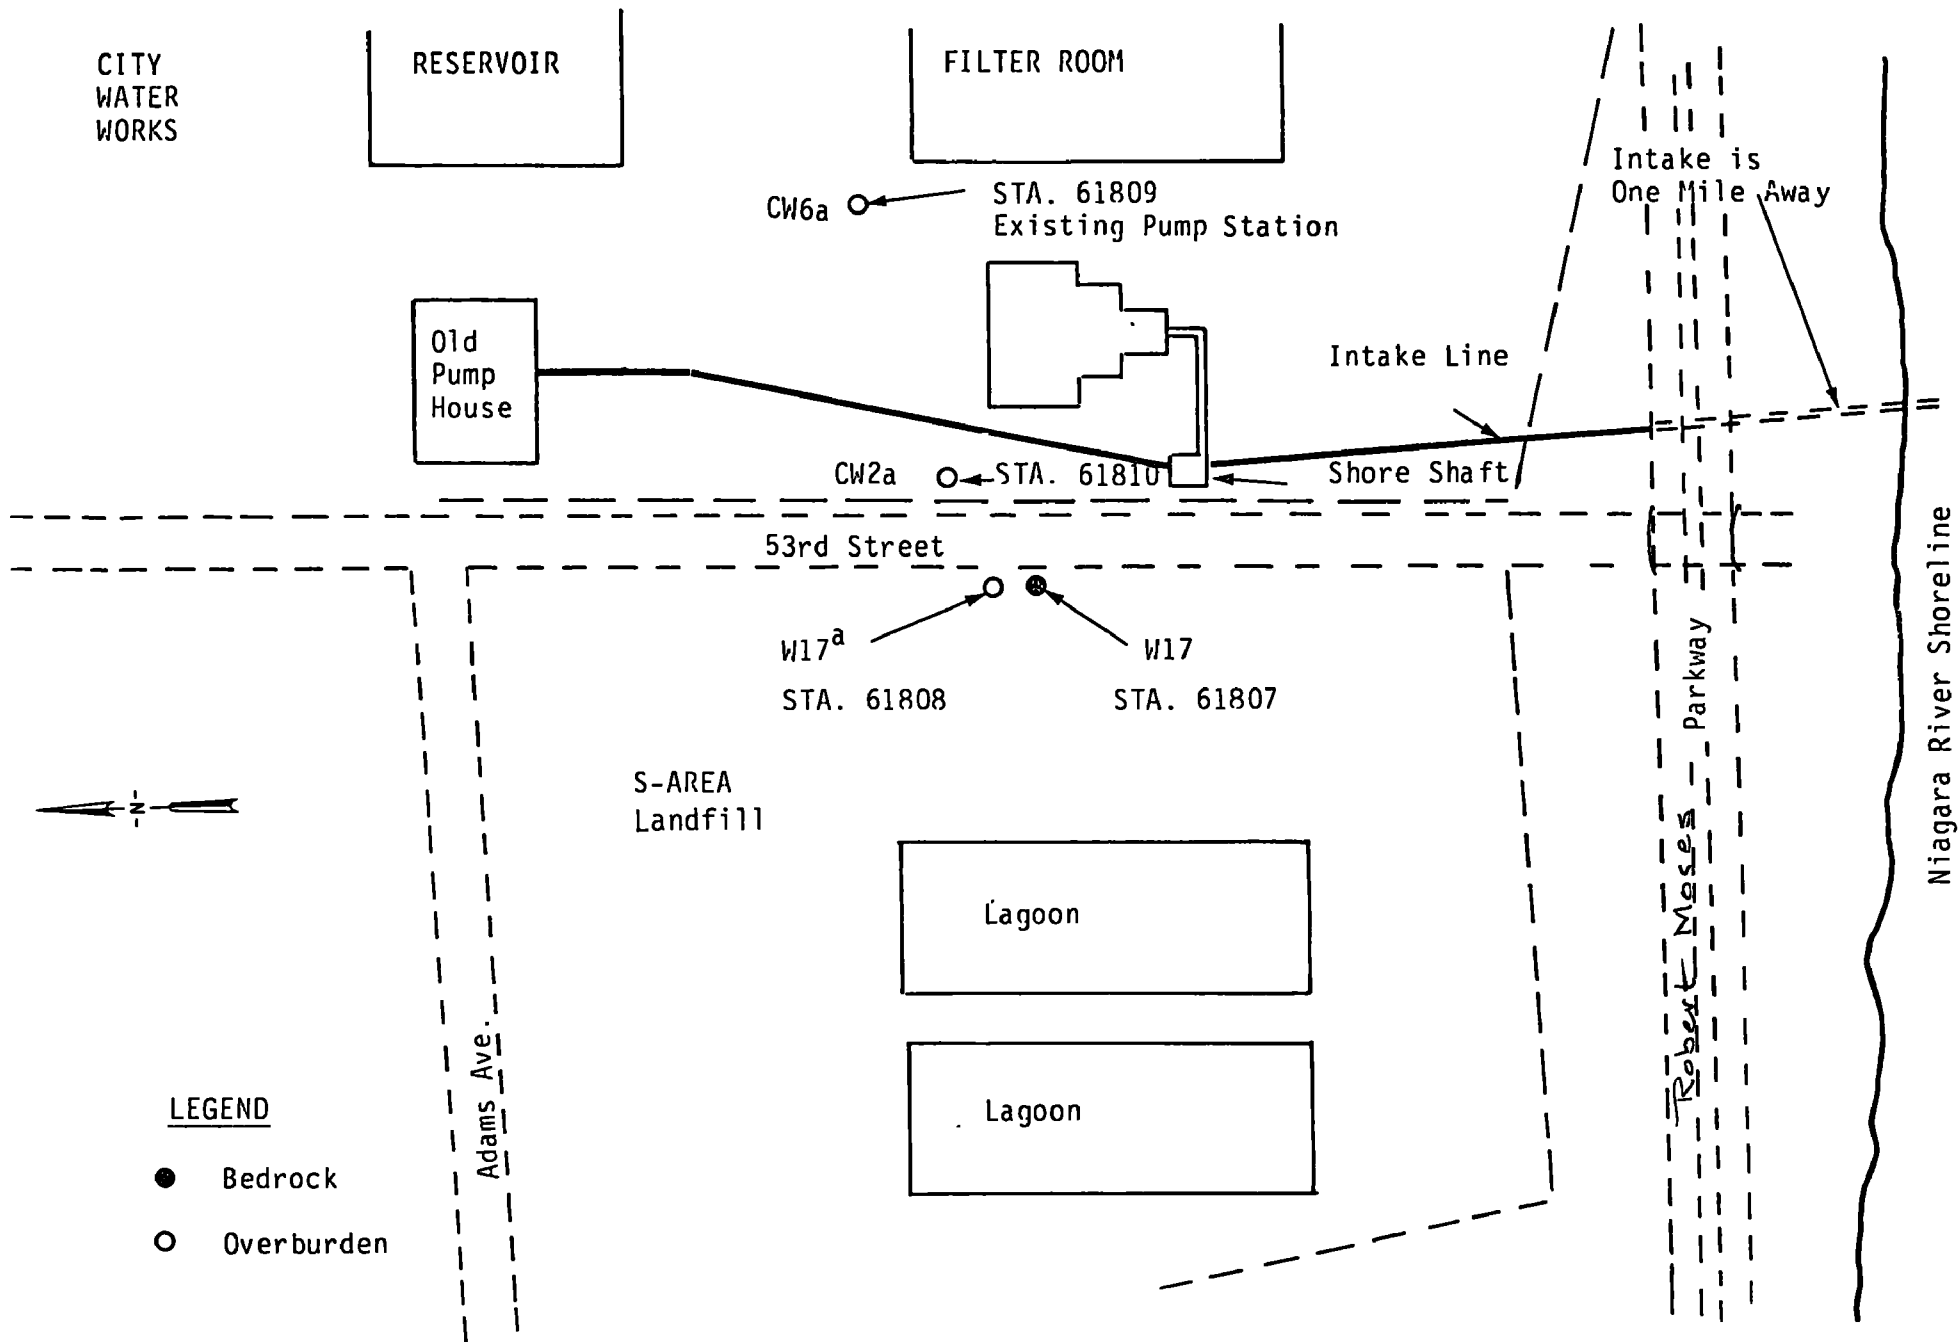 CITY
WATER
WORKS
RESERVOIR
FILTER ROOM
Intake is
One Mile Away
CW6a
STA. 61809
Existing Pump Station
Old
Pump
House
Intake Line
CW2a
STA. 61810
Shore Shaft
53rd Street
W17a
STA. 61808
W17
STA. 61807
Robert Moses Parkway
Niagara River Shoreline
N
S-AREA
Landfill
Lagoon
Lagoon
Adams Ave.
LEGEND
Bedrock
Overburden